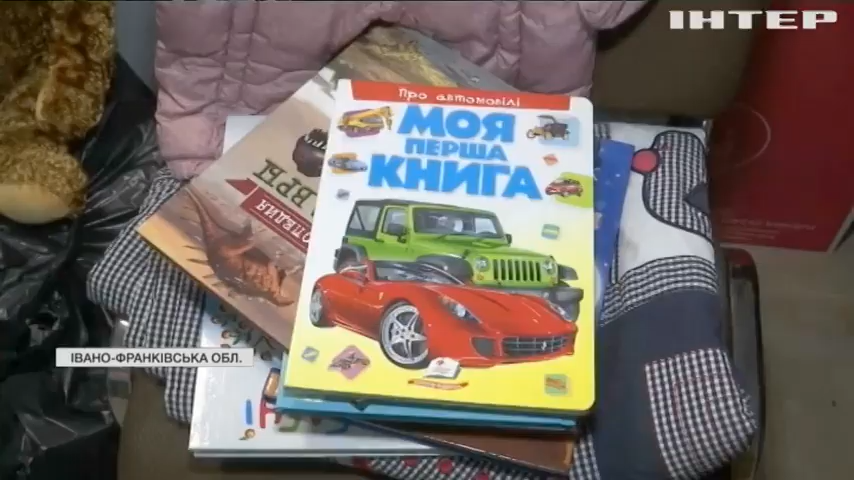 ІНТЕР
Про автомобілі
МОЯ
ПЕРША
КНИГА
ІВАНО-ФРАНКІВСЬКА ОБЛ.